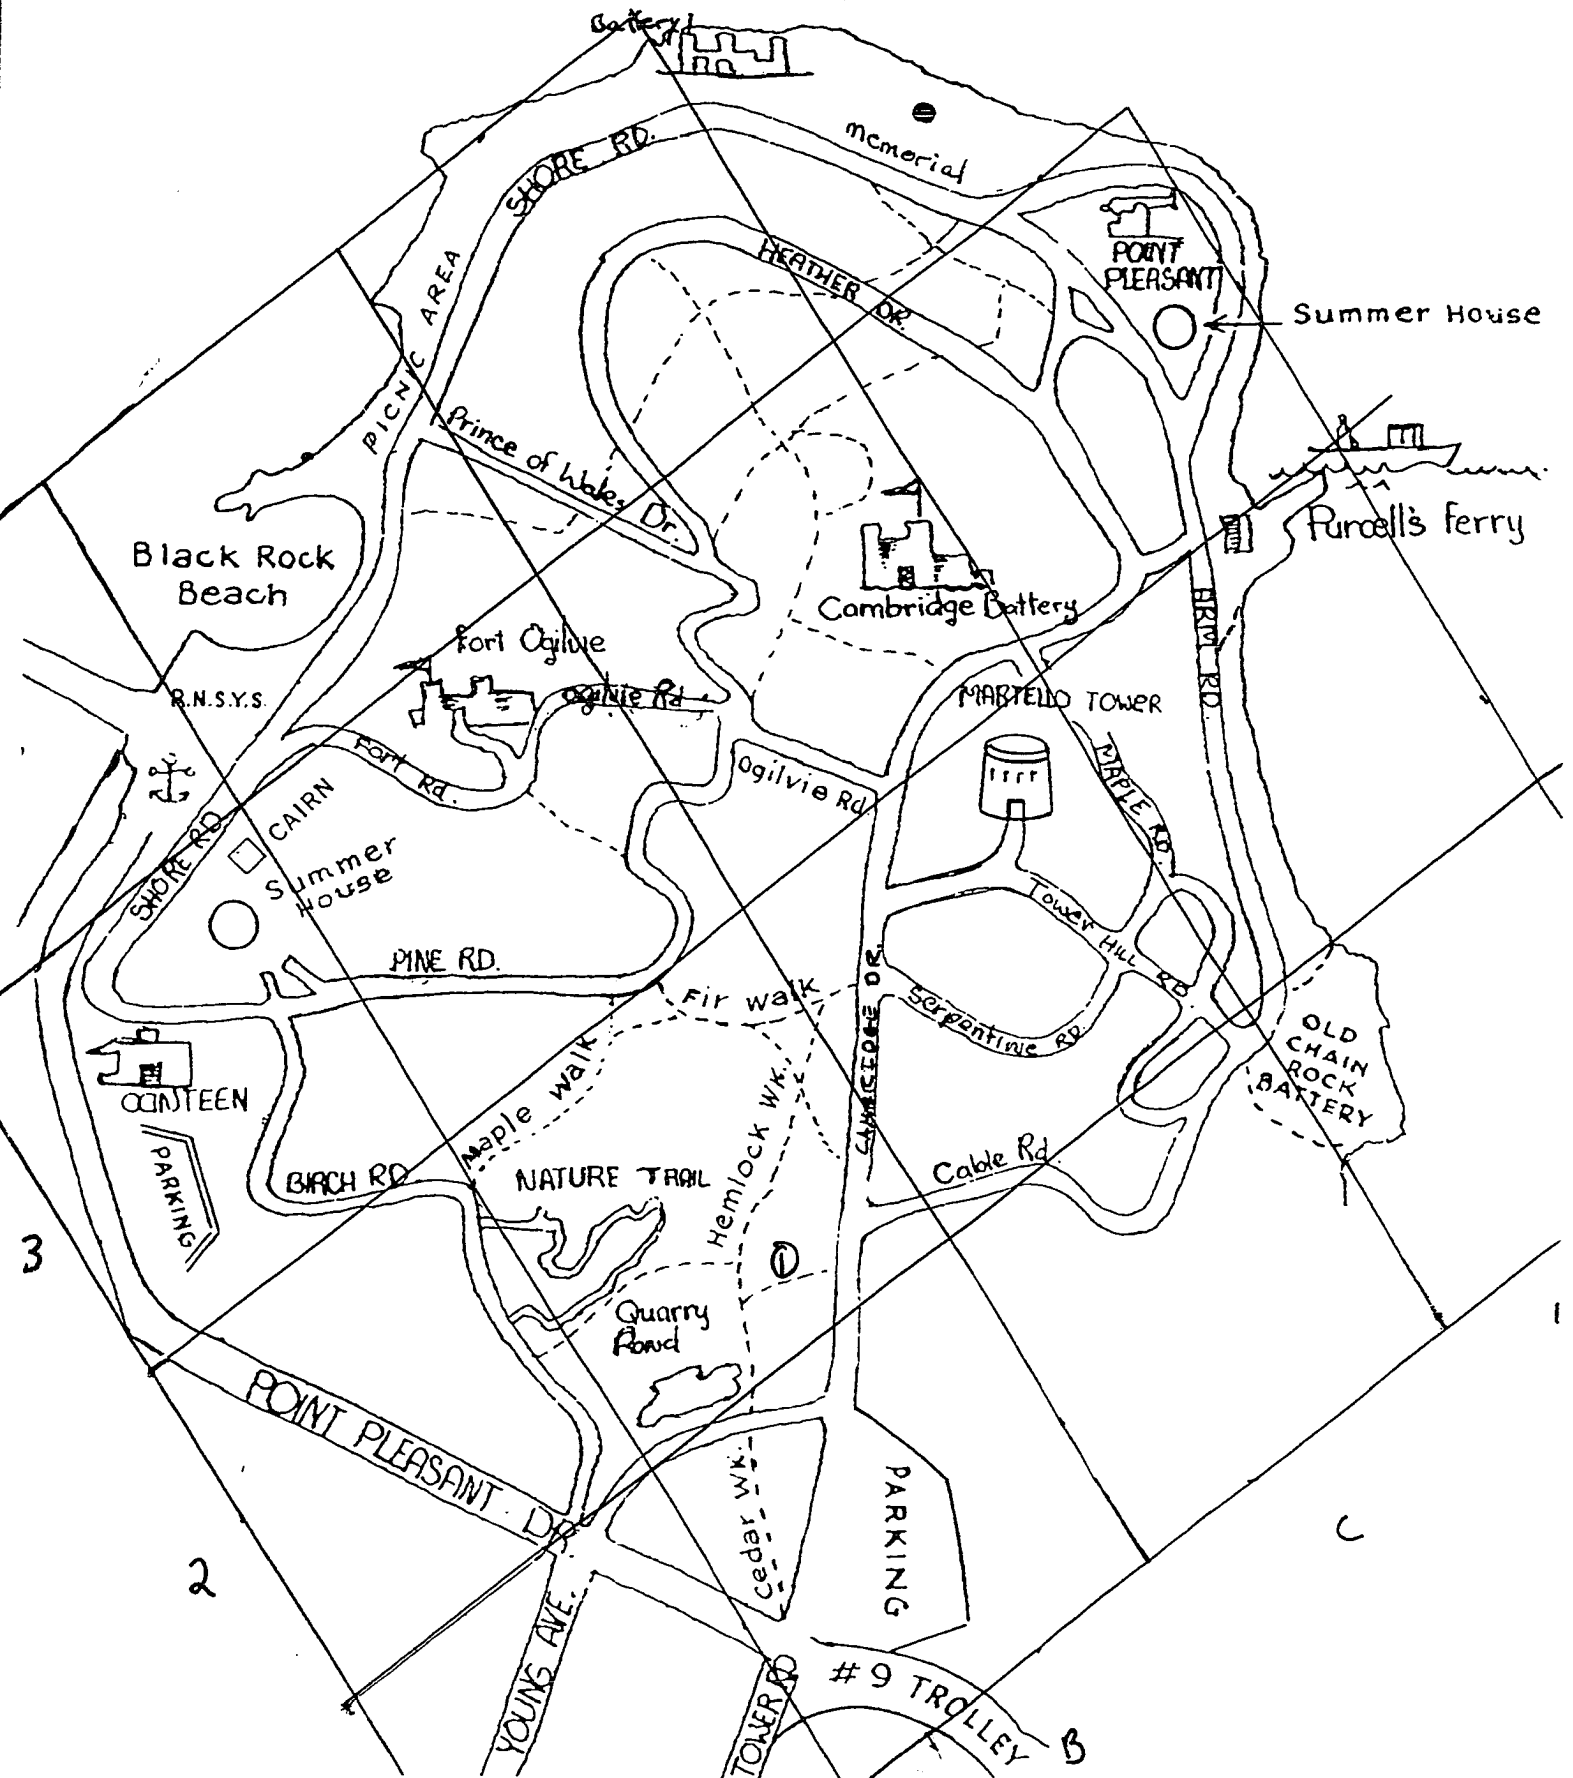 Battery
SHORE RD.
Memorial
HEATHER DR.
POINT
PLEASANT
Summer House
PICNIC AREA
Prince of Wales Dr.
Purcell's Ferry
Black Rock
Beach
Cambridge Battery
Fort Ogilvie
HRM RD.
R.N.S.Y.S.
Ogilvie Rd
MARTELLO TOWER
Fort Rd.
Ogilvie Rd
MAPLE RD.
CAIRN
SHORE RD
Summer
House
Tower Hill RD.
PINE RD.
Fir Walk
CAMBRIDGE DR.
Serpentine RD.
OLD
CHAIN
ROCK
BATTERY
CANTEEN
Maple Walk
Hemlock WK.
PARKING
BIRCH RD
NATURE TRAIL
Cable Rd.
3
1
Quarry
Pond
1
POINT PLEASANT DR.
Cedar WK.
PARKING
C
2
YOUNG AVE.
TOWER RD
#9 TROLLEY
B